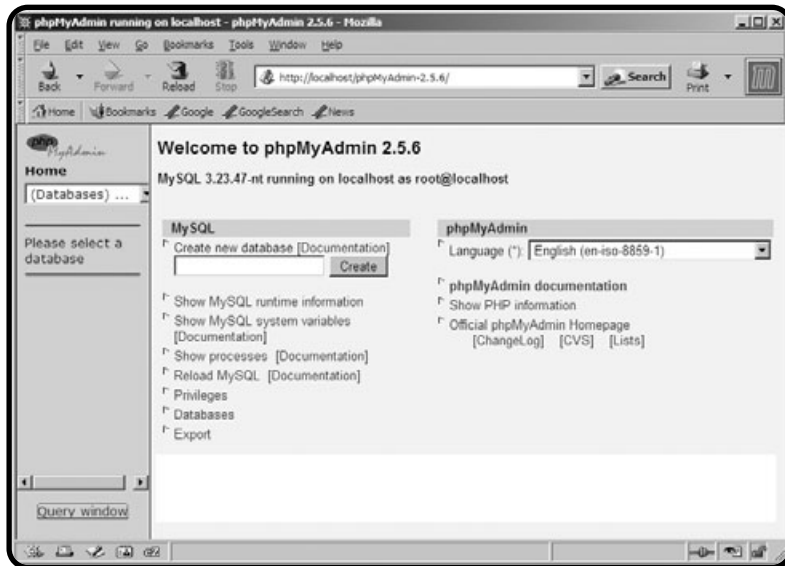 phpMyAdmin running on localhost - phpMyAdmin 2.5.6 - Mozilla
File Edit View Go Bookmarks Tools Window Help
Back Forward Reload Stop http://localhost/phpMyAdmin-2.5.6/ Search Print
Home Bookmarks Google GoogleSearch News
php
MyAdmin
Home
(Databases) ...
Please select a
database
Query window
Welcome to phpMyAdmin 2.5.6
MySQL 3.23.47-nt running on localhost as root@localhost
MySQL
Create new database [Documentation]
Create
Show MySQL runtime information
Show MySQL system variables
[Documentation]
Show processes [Documentation]
Reload MySQL [Documentation]
Privileges
Databases
Export
phpMyAdmin
Language (*): English (en-iso-8859-1)
phpMyAdmin documentation
Show PHP information
Official phpMyAdmin Homepage
[ChangeLog] [CVS] [Lists]